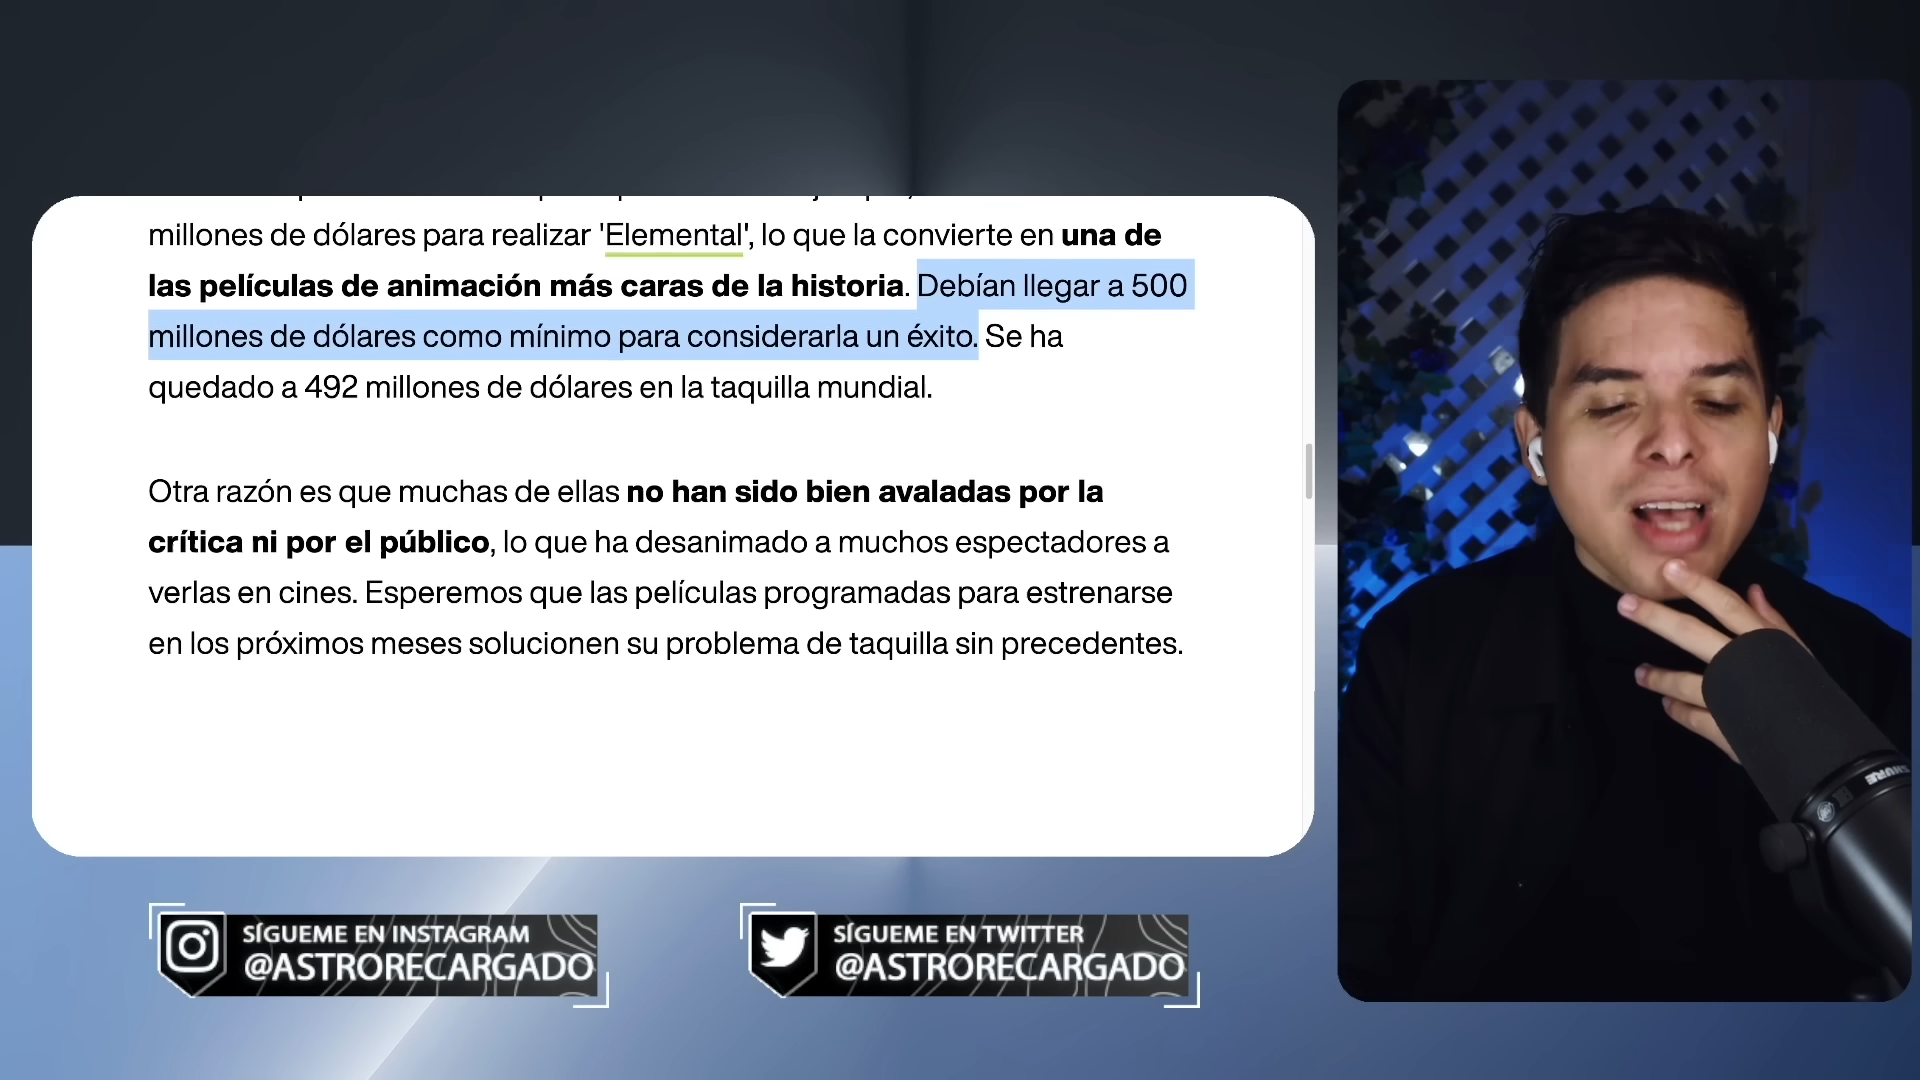 millones de dólares para realizar 'Elemental', lo que la convierte en una de
las películas de animación más caras de la historia. Debían llegar a 500
millones de dólares como mínimo para considerarla un éxito. Se ha
quedado a 492 millones de dólares en la taquilla mundial.
Otra razón es que muchas de ellas no han sido bien avaladas por la
crítica ni por el público, lo que ha desanimado a muchos espectadores a
verlas en cines. Esperemos que las películas programadas para estrenarse
en los próximos meses solucionen su problema de taquilla sin precedentes.
SÍGUEME EN INSTAGRAM
@ASTRORECARGADO
SÍGUEME EN TWITTER
@ASTRORECARGADO
SHURE